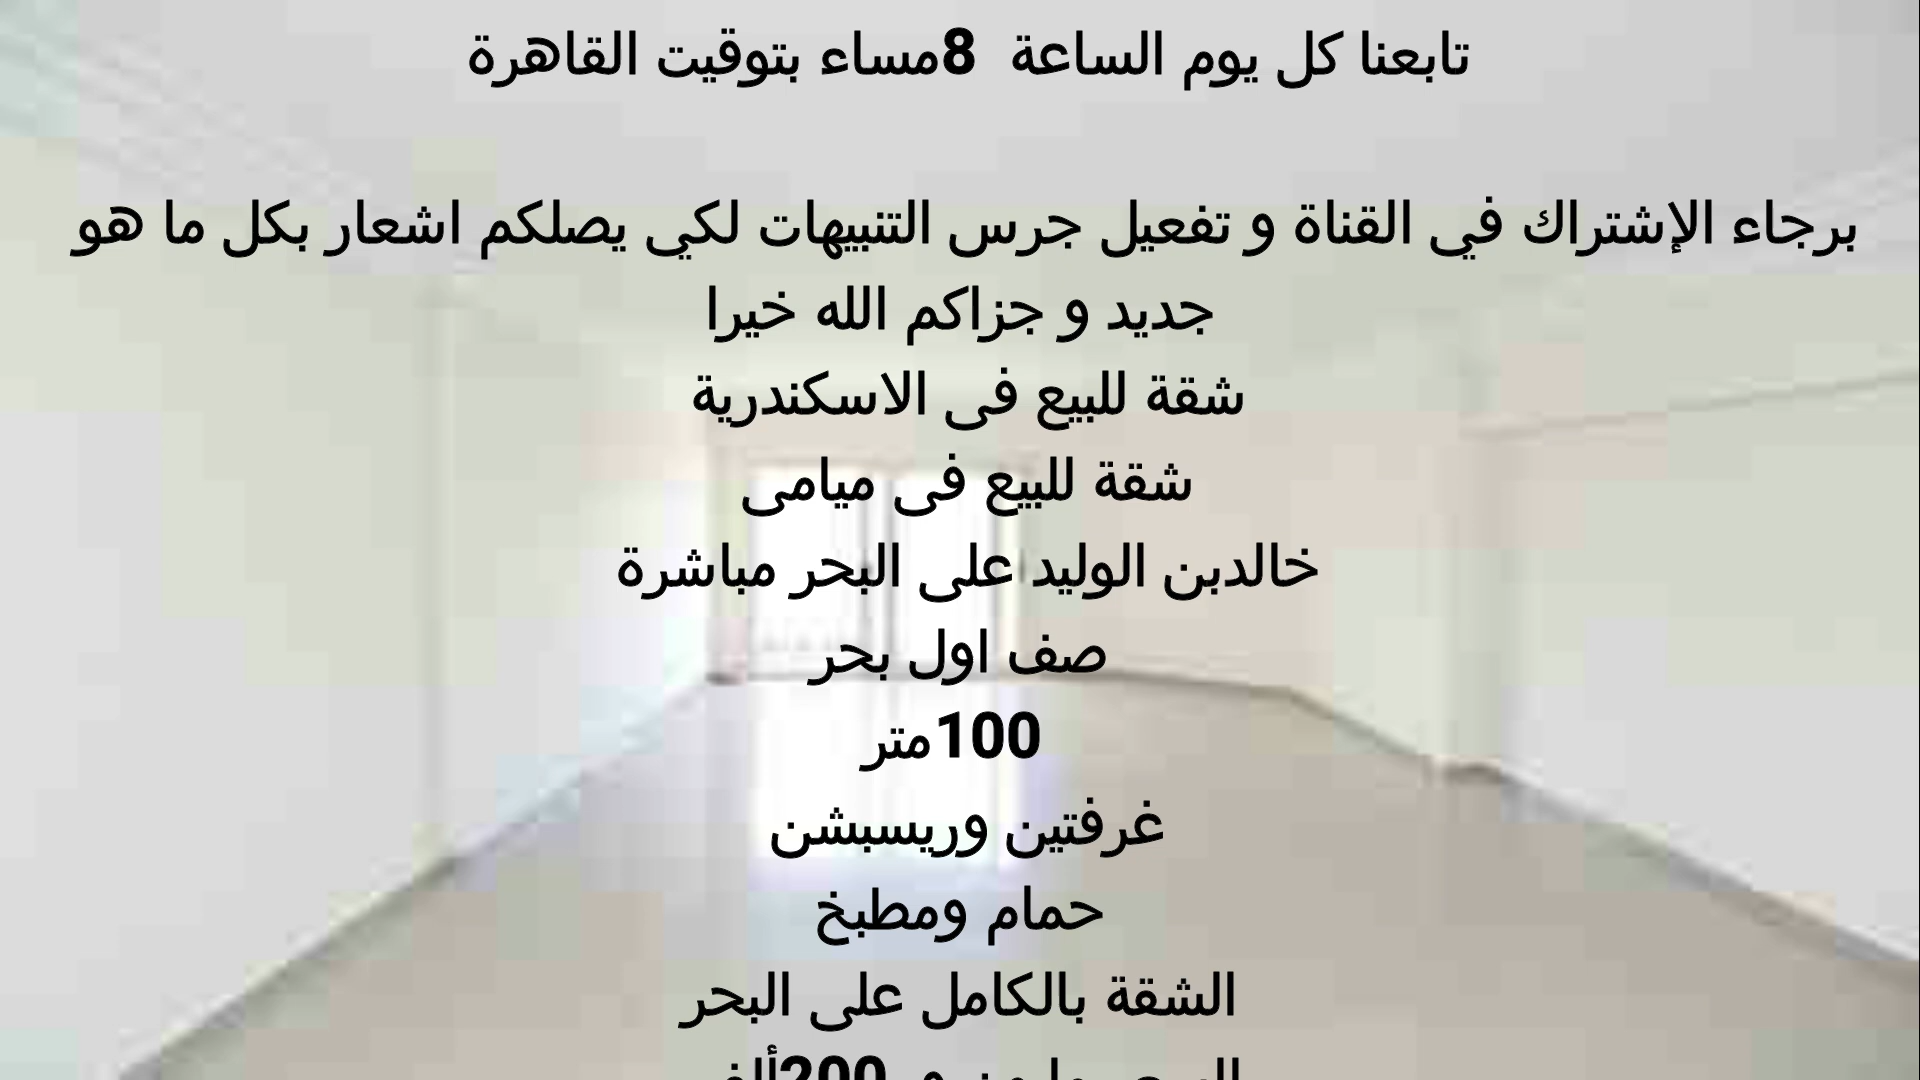 تابعنا كل يوم الساعة 8مساء بتوقيت القاهرة
برجاء الإشتراك في القناة و تفعيل جرس التنبيهات لكي يصلكم اشعار بكل ما هو
جديد و جزاكم الله خيرا
شقة للبيع فى الاسكندرية
شقة للبيع فى ميامى
خالدبن الوليد على البحر مباشرة
صف اول بحر
100متر
غرفتين وريسبشن
حمام ومطبخ
الشقة بالكامل على البحر
200ألف